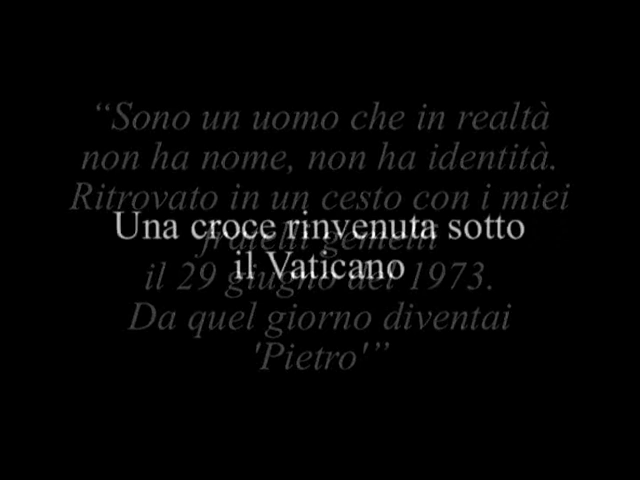 “Sono un uomo che in realtà
non ha nome, non ha identità.
Ritrovato in un cesto con i miei
Una croce rinvenuta sotto
fratelli gemelli
il Vaticano
il 29 giugno del 1973.
Da quel giorno diventai
'Pietro'”